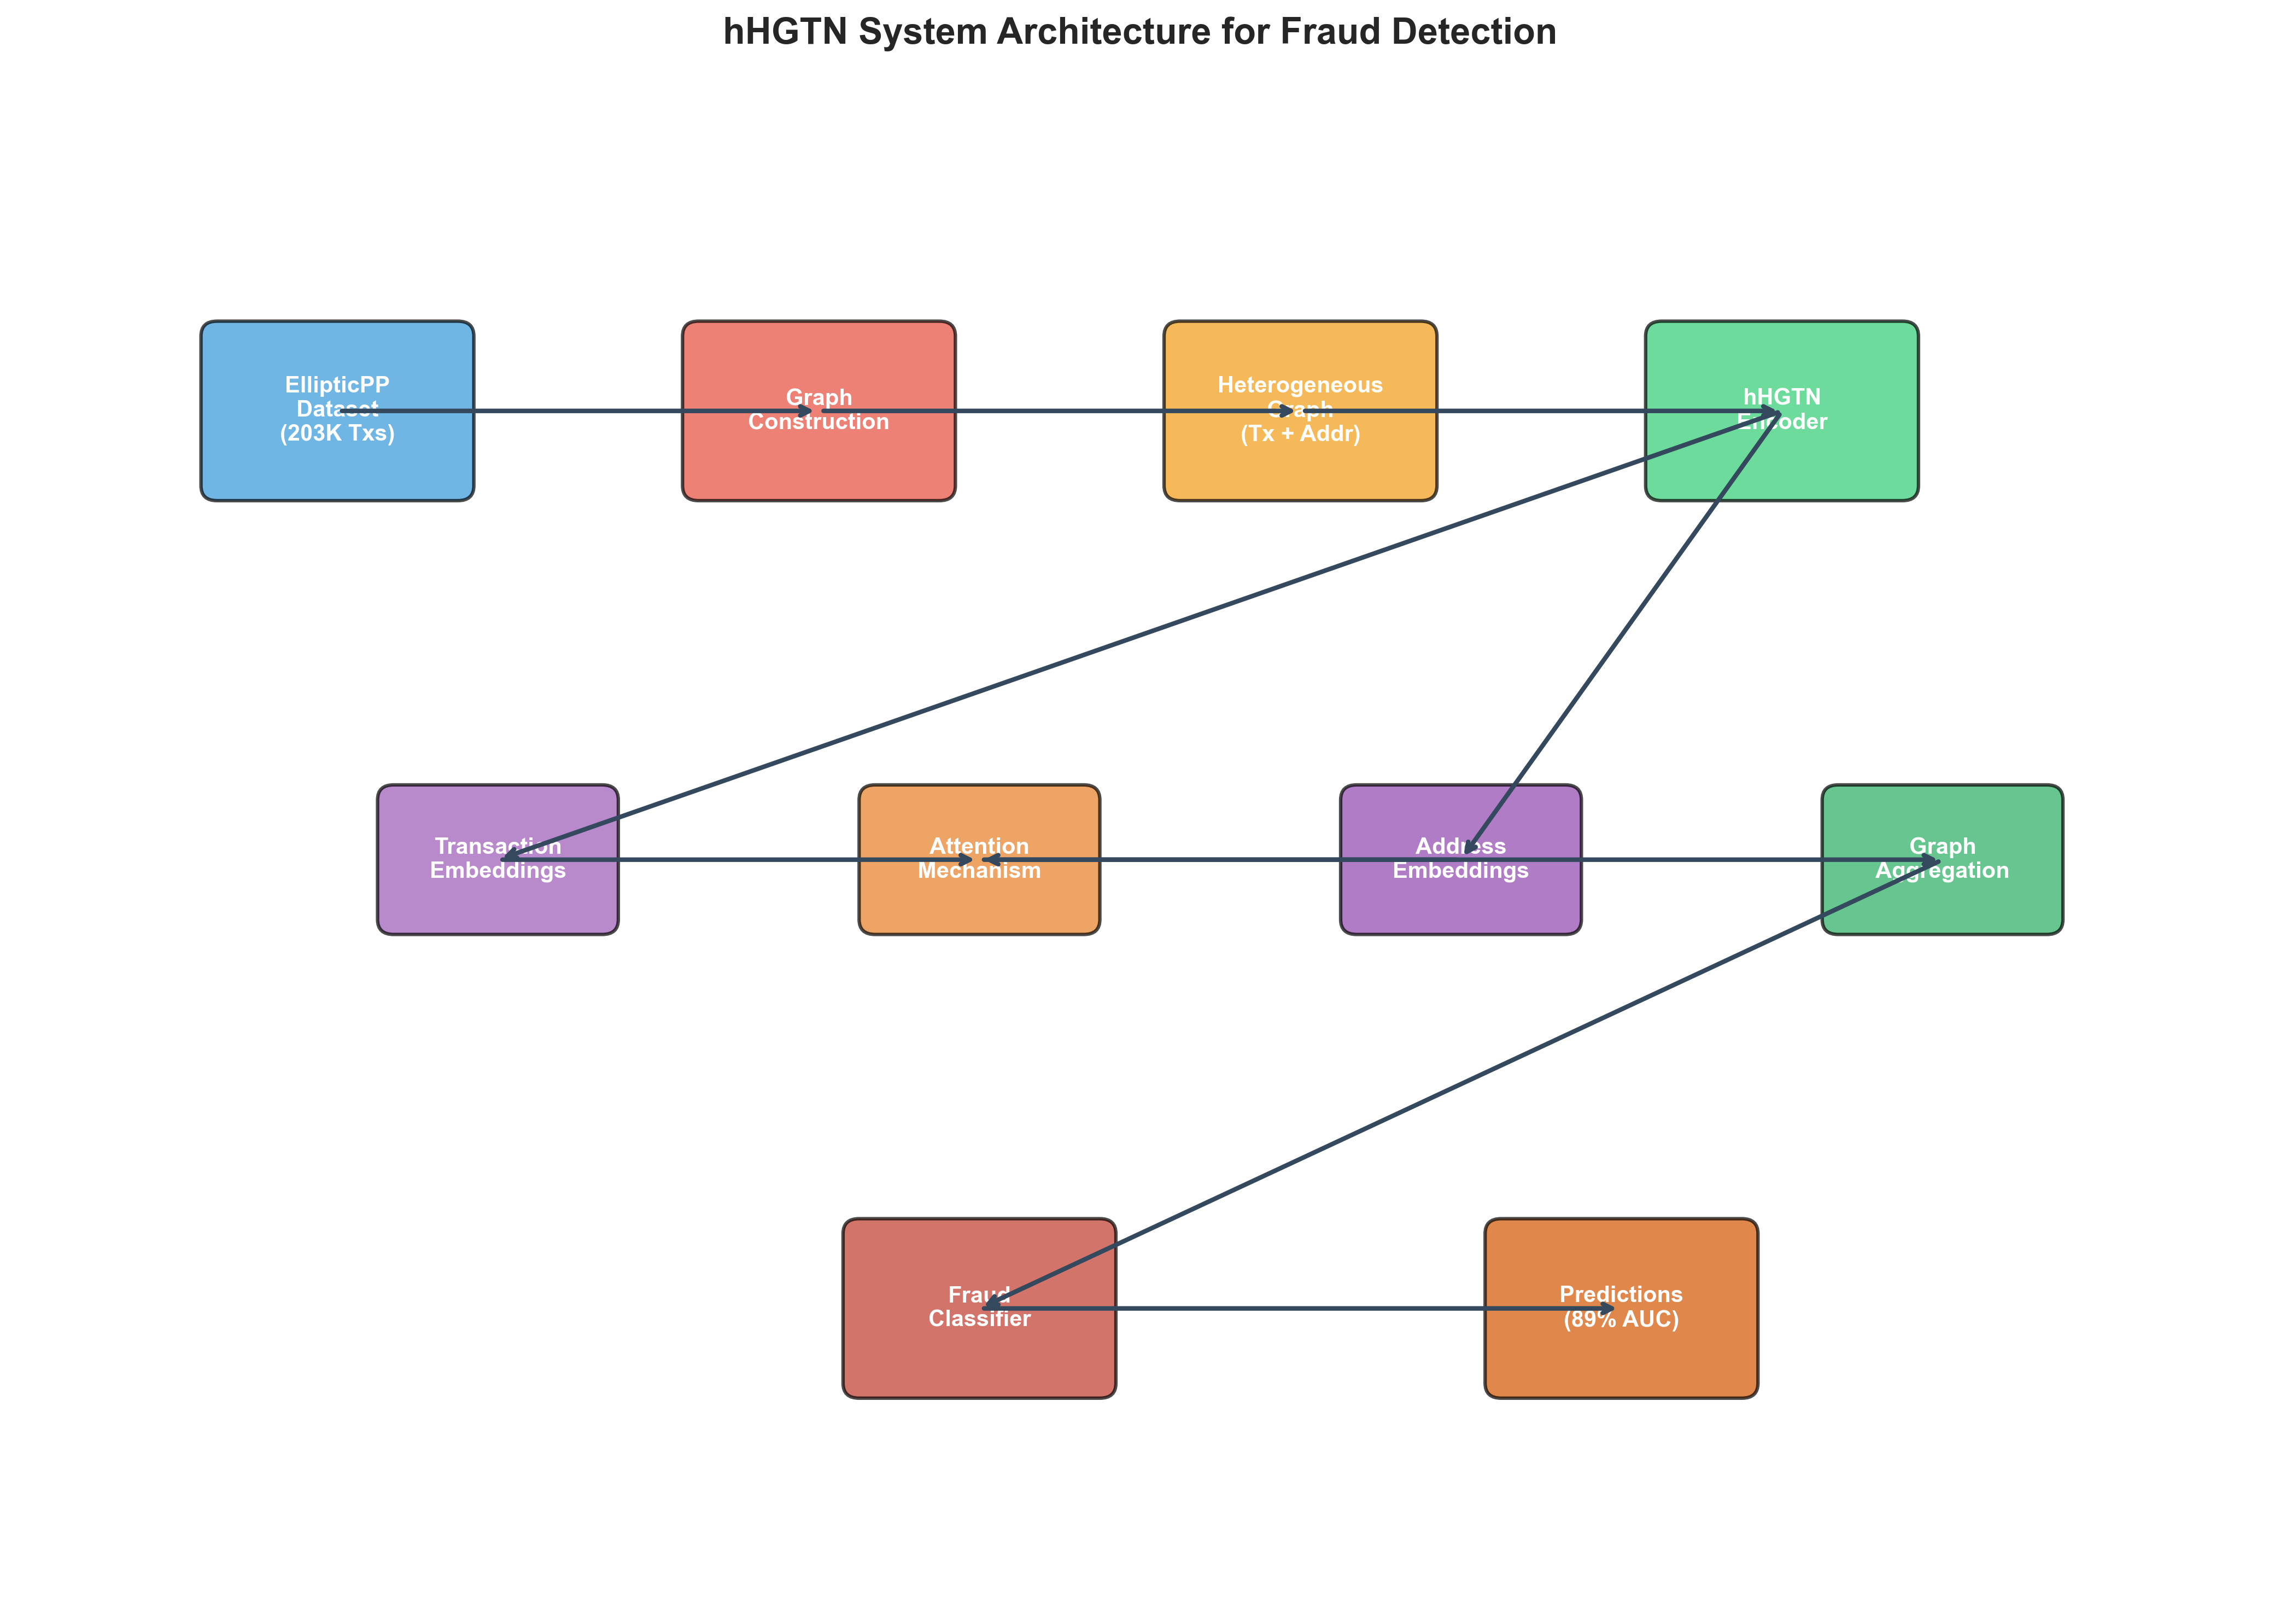 hHGTN System Architecture for Fraud Detection
EllipticPP
Dataset
(203K Txs)
Graph
Construction
Heterogeneous
Graph
(Tx + Addr)
hHGTN
Encoder
Transaction
Embeddings
Attention
Mechanism
Address
Embeddings
Graph
Aggregation
Fraud
Classifier
Predictions
(89% AUC)